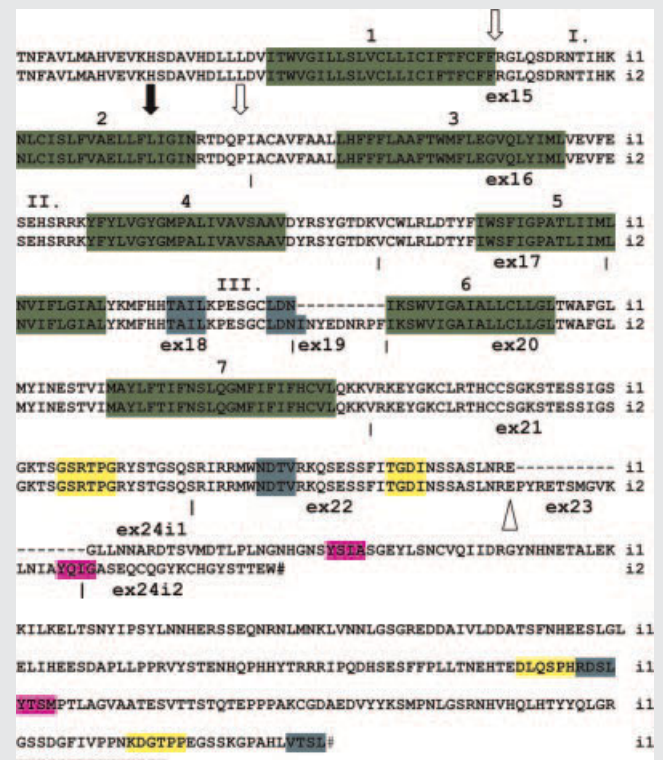 1 I.
TNFAVLMAHVEVKHSDAVHDLLLDVITWVGILLSLVCLLICIFTFCFFRGLQSDRNTIHK i1
TNFAVLMAHVEVKHSDAVHDLLLDVITWVGILLSLVCLLICIFTFCFFRGLQSDRNTIHK i2
ex15
2 3
NLCISLFVAELLFLIGINRTDQPIACAVFAALLHFFFLAAFTWMFLEGVQLYIMLVEVFE i1
NLCISLFVAELLFLIGINRTDQPIACAVFAALLHFFFLAAFTWMFLEGVQLYIMLVEVFE i2
| ex16
II. 4 5
SEHSRRKYFYLVGYGMPALIVAVSAAVDYRSYGTDKVCWLRLDTYFIWSFIGPATLIIML i1
SEHSRRKYFYLVGYGMPALIVAVSAAVDYRSYGTDKVCWLRLDTYFIWSFIGPATLIIML i2
| ex17 |
III. 6
NVIFLGIALYKMFHHTAILKPESGCLDN---------IKSWVIGAIALLCLLGLTWAFGL i1
NVIFLGIALYKMFHHTAILKPESGCLDNINYEDNRPFIKSWVIGAIALLCLLGLTWAFGL i2
ex18 |ex19 | ex20
7
MYINESTVIMAYLFTIFNSLQGMFIFIFHCVLQKKVRKEYGKCLRTHCCSGKSTESSIGS i1
MYINESTVIMAYLFTIFNSLQGMFIFIFHCVLQKKVRKEYGKCLRTHCCSGKSTESSIGS i2
| ex21
GKTSGSRTPGRYSTGSQSRIRRMWNDTVRKQSESSFITGDINSSASLNRE---------- i1
GKTSGSRTPGRYSTGSQSRIRRMWNDTVRKQSESSFITGDINSSASLNREPYRETSMGVK i2
| ex22 ex23
ex24i1
-------GLLNNARDTSVMDTLPLNGNHGNSYSIASGEYLSNCVQIIDRGYNHNETALEK i1
LNIAYQIGASEQCQGYKCHGYSTTEW# i2
| ex24i2
KILKELTSNYIPSYLNNHERSSEQNRNLMNKLVNNLGSGREDDAIVLDDATSFNHEESLGL i1
ELIHEESDAPLLPPRVYSTENHQPHHYTRRRIPQDHSESFFPLLTNEHTEDLQSPHRDSL i1
YTSMPTLAGVAATESVTTSTQTEPPPAKCGDAEDVYYKSMPNLGSRNHVHQLHTYYQLGR i1
GSSDGFIVPPNKDGTPPEGSSKGPAHLVTSL# i1